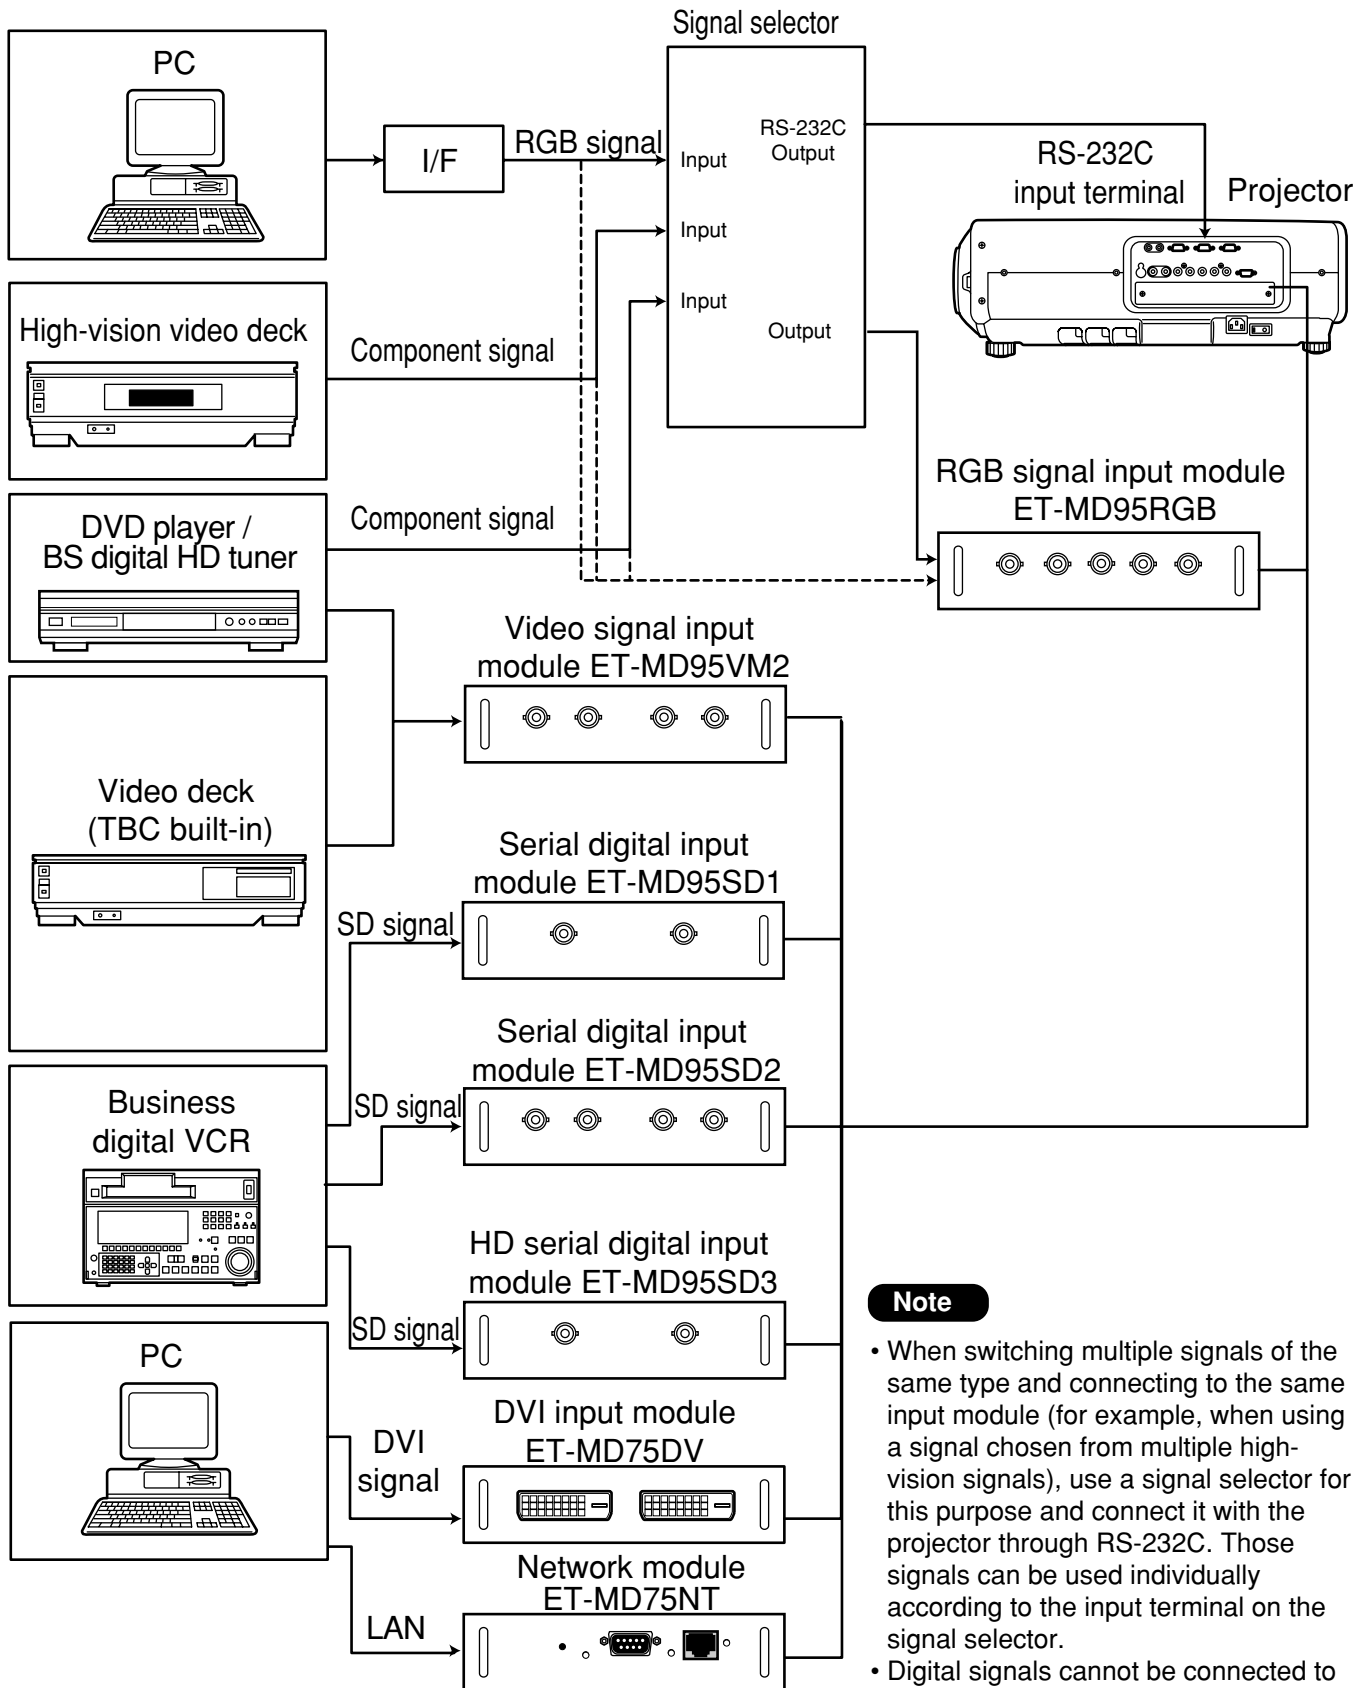 Signal selector
PC
I/F
RGB signal
Input
RS-232C
Output
Input
Input
Output
RS-232C
input terminal
Projector
High-vision video deck
Component signal
RGB signal input module
ET-MD95RGB
DVD player /
BS digital HD tuner
Component signal
Video signal input
module ET-MD95VM2
Video deck
(TBC built-in)
Serial digital input
module ET-MD95SD1
SD signal
Serial digital input
module ET-MD95SD2
SD signal
Business
digital VCR
HD serial digital input
module ET-MD95SD3
SD signal
PC
DVI input module
ET-MD75DV
DVI
signal
Network module
ET-MD75NT
LAN
Note
• When switching multiple signals of the
same type and connecting to the same
input module (for example, when using
a signal chosen from multiple high-
vision signals), use a signal selector for
this purpose and connect it with the
projector through RS-232C. Those
signals can be used individually
according to the input terminal on the
signal selector.
• Digital signals cannot be connected to